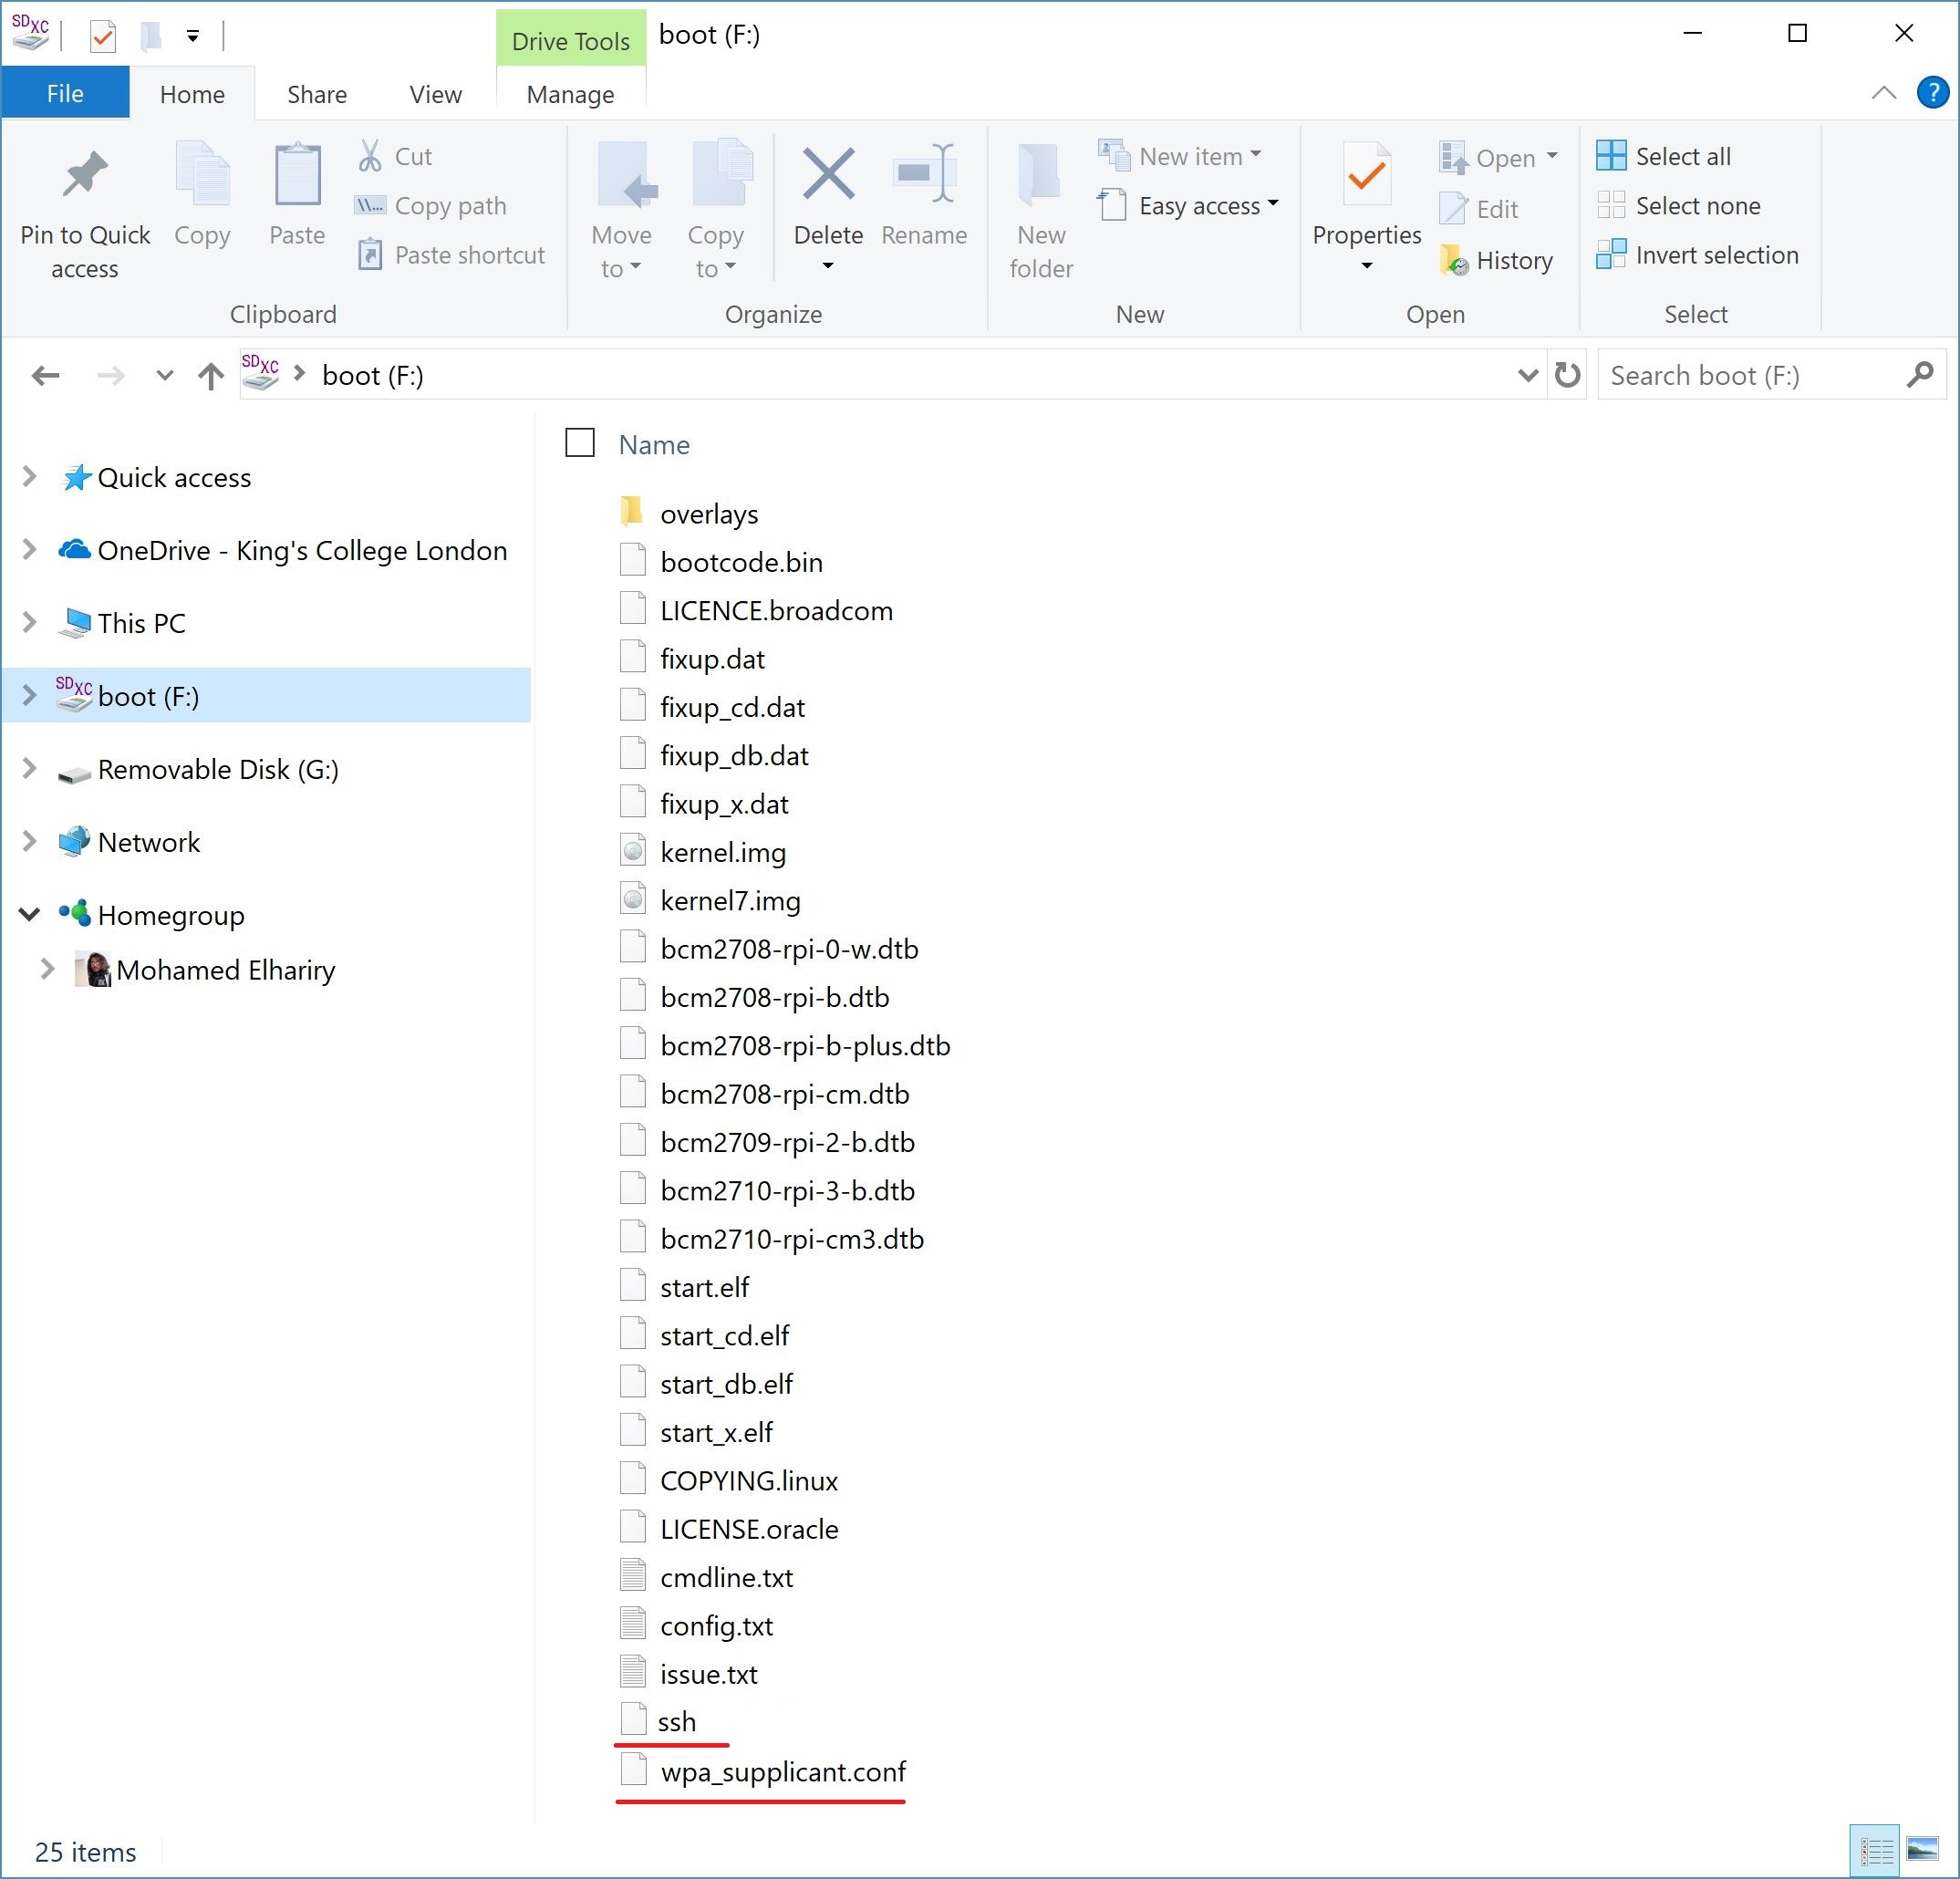 SDXC
Drive Tools
boot (F:)
File
Home
Share
View
Manage
?
Pin to Quick
access
Copy
Paste
Cut
Copy path
Paste shortcut
Clipboard
Move
to
Copy
to
Delete
Rename
Organize
New
folder
New item
Easy access
New
Properties
Open
Edit
History
Open
Select all
Select none
Invert selection
Select
SDXC
boot (F:)
Search boot (F:)
Quick access
OneDrive - King's College London
This PC
SDXC
boot (F:)
Removable Disk (G:)
Network
Homegroup
Mohamed Elhariry
Name
overlays
bootcode.bin
LICENCE.broadcom
fixup.dat
fixup_cd.dat
fixup_db.dat
fixup_x.dat
kernel.img
kernel7.img
bcm2708-rpi-0-w.dtb
bcm2708-rpi-b.dtb
bcm2708-rpi-b-plus.dtb
bcm2708-rpi-cm.dtb
bcm2709-rpi-2-b.dtb
bcm2710-rpi-3-b.dtb
bcm2710-rpi-cm3.dtb
start.elf
start_cd.elf
start_db.elf
start_x.elf
COPYING.linux
LICENSE.oracle
cmdline.txt
config.txt
issue.txt
ssh
wpa_supplicant.conf
25 items